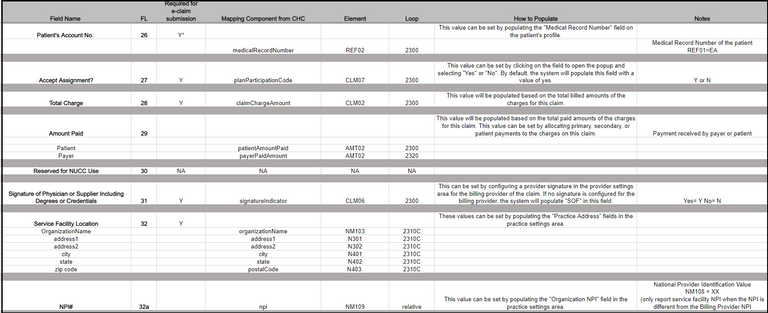 Field Name FL Required for e-claim submission Mapping Component from CHC Element Loop How to Populate Notes
Patient's Account No. 26 Y* This value can be set by populating the "Medical Record Number" field on
the patient's profile.
medicalRecordNumber REF02 2300 Medical Record Number of the patient
REF01=EA
Accept Assignment? 27 Y planParticipationCode CLM07 2300 This value can be set by clicking on the field to open the popup and
selecting "Yes" or "No". By default, the system will populate this field with a
value of yes. Y or N
Total Charge 28 Y claimChargeAmount CLM02 2300 This value will be populated based on the total billed amounts of the
charges for this claim.
Amount Paid 29 This value will be populated based on the total paid amounts of the charges
for this claim. This value can be set by allocating primary, secondary, or
patient payments to the charges on this claim. Payment received by payer or patient
Patient patientAmountPaid AMT02 2300
Payer payerPaidAmount AMT02 2320
Reserved for NUCC Use 30 NA NA NA NA
Signature of Physician or Supplier Including
Degrees or Credentials 31 Y signatureIndicator CLM06 2300 This can be set by configuring a provider signature in the provider settings
area for the billing provider of the claim. If no signature is configured for the
billing provider, the system will populate "SOF" in this field. Yes= Y No= N
Service Facility Location 32 Y These values can be set by populating the "Practice Address" fields in the
practice settings area.
OrganizationName organizationName NM103 2310C
address1 address1 N301 2310C
address2 address2 N302 2310C
city city N401 2310C
state state N402 2310C
zip code postalCode N403 2310C
NPI# 32a npi NM109 relative This value can be set by populating the "Organization NPI" field in the
practice settings area. National Provider Identification Value
NM108 = XX
(only report service facility NPI when the NPI is
different from the Billing Provider NPI